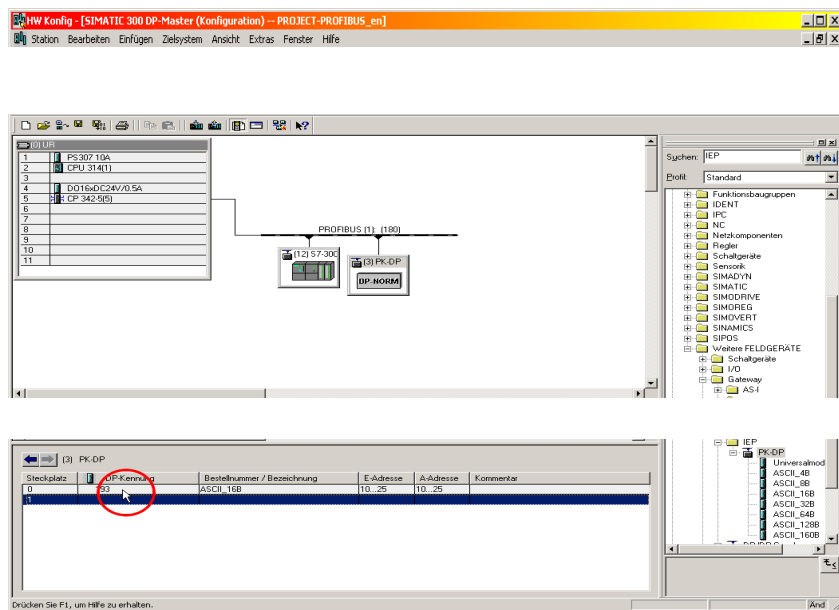 HW Konfig - [SIMATIC 300 DP-Master (Konfiguration) -- PROJECT-PROFIBUS_en]
Station Bearbeiten Einfügen Zielsystem Ansicht Extras Fenster Hilfe
(0) UR
1 PS307 10A
2 CPU 314(1)
3
4 DO16xDC24V/0.5A
5 CP 342-5(5)
6
7
8
9
10
11
PROFIBUS (1): (180)
(12) S7-300
(3) PK-DP
DP-NORM
Suchen: IEP
Profil: Standard
Funktionsbaugruppen
IDENT
IPC
NC
Netzkomponenten
Regler
Schaltgeräte
Sensorik
SIMADYN
SIMATIC
SIMODRIVE
SIMOREG
SIMOVERT
SINAMICS
SIPOS
Weitere FELDGERÄTE
Schaltgeräte
I/O
Gateway
AS-I
(3) PK-DP
Steckplatz DP-Kennung Bestellnummer / Bezeichnung E-Adresse A-Adresse Kommentar
0 193 ASCII_16B 10...25 10...25
1
IEP
PK-DP
Universalmod
ASCII_4B
ASCII_8B
ASCII_16B
ASCII_32B
ASCII_64B
ASCII_128B
ASCII_160B
Drücken Sie F1, um Hilfe zu erhalten.
Änd